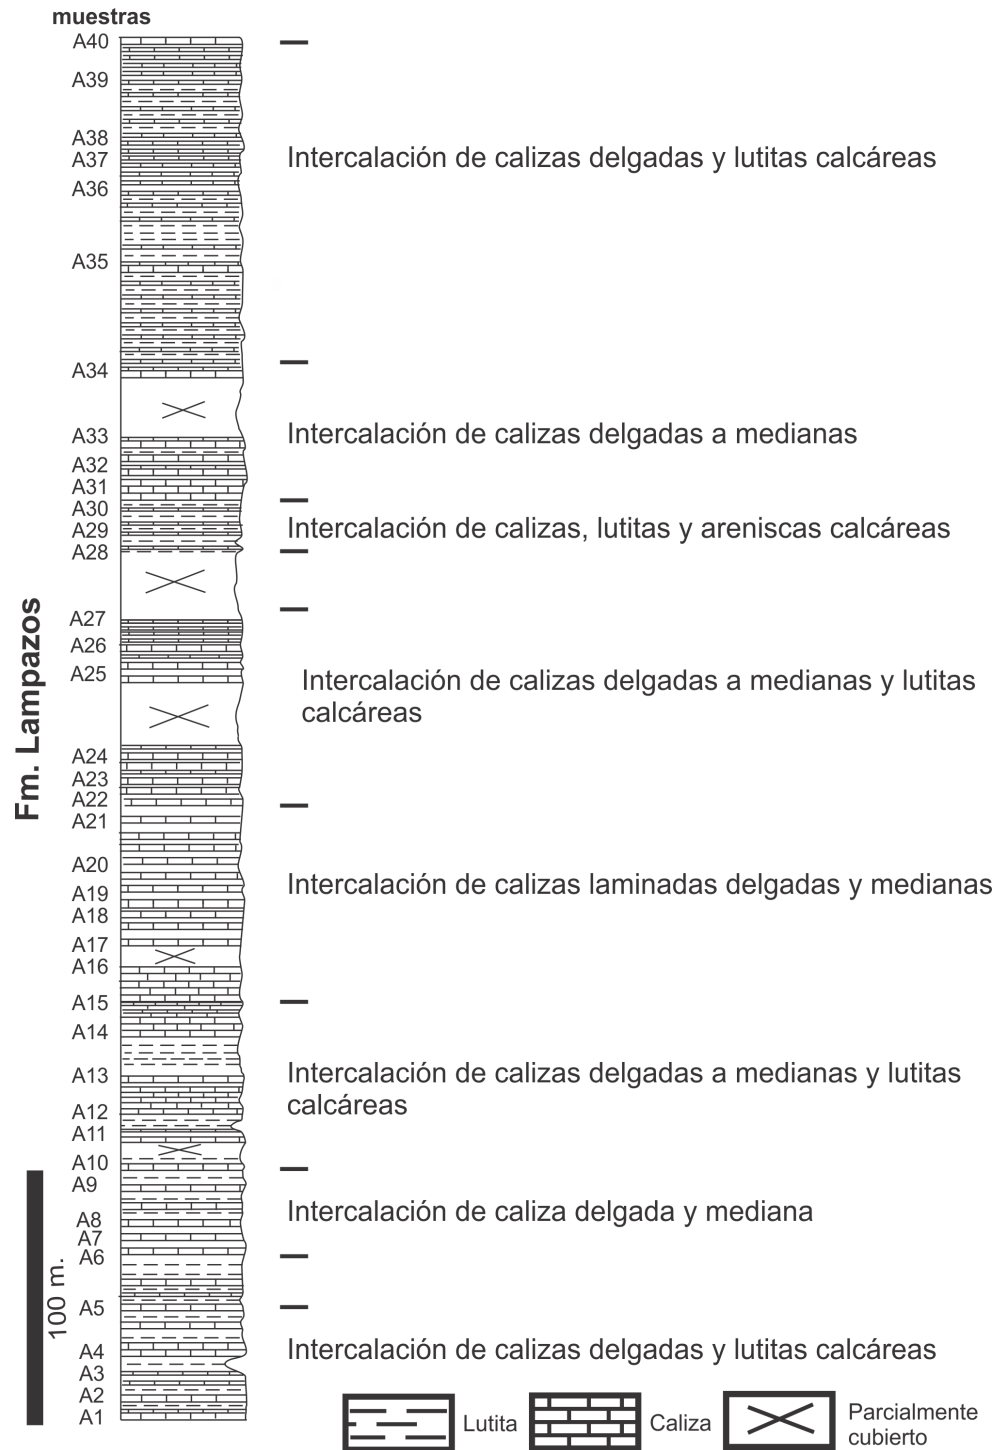 muestras
A40
A39
A38
A37
A36
A35
A34
A33
A32
A31
A30
A29
A28
A27
A26
A25
A24
A23
A22
A21
A20
A19
A18
A17
A16
A15
A14
A13
A12
A11
A10
A9
A8
A7
A6
A5
A4
A3
A2
A1
Fm. Lampazos
100 m.
Intercalación de calizas delgadas y lutitas calcáreas
Intercalación de calizas delgadas a medianas
Intercalación de calizas, lutitas y areniscas calcáreas
Intercalación de calizas delgadas a medianas y lutitas
calcáreas
Intercalación de calizas laminadas delgadas y medianas
Intercalación de calizas delgadas a medianas y lutitas
calcáreas
Intercalación de caliza delgada y mediana
Intercalación de calizas delgadas y lutitas calcáreas
Lutita
Caliza
Parcialmente
cubierto